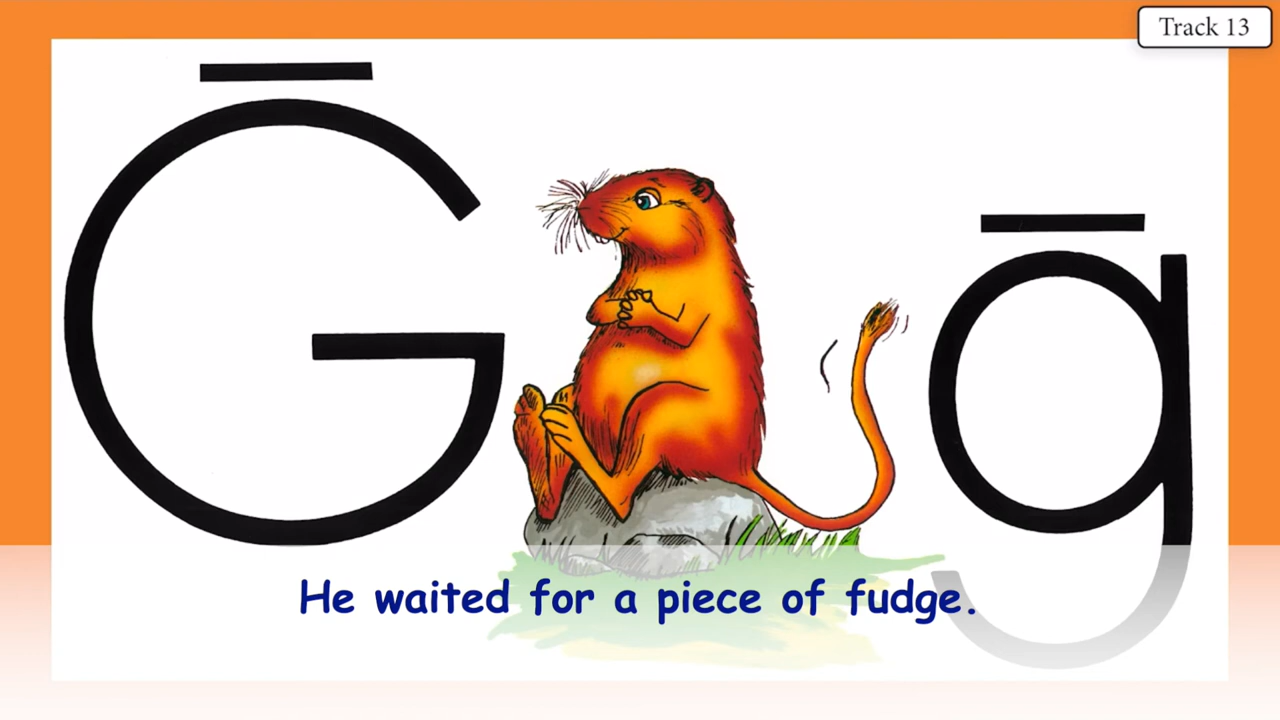 Track 13
Ḡ ḡ
He waited for a piece of fudge.